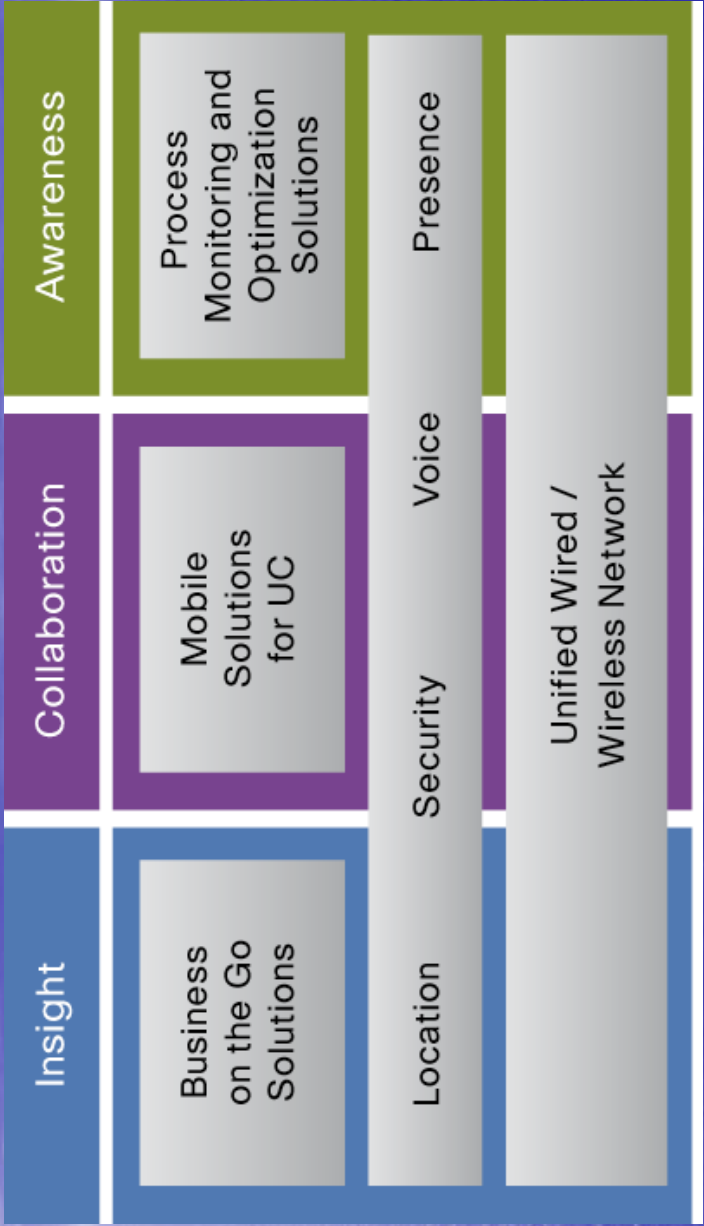 Insight
Collaboration
Awareness
Business
on the Go
Solutions
Mobile
Solutions
for UC
Process
Monitoring and
Optimization
Solutions
Location
Security
Voice
Presence
Unified Wired /
Wireless Network